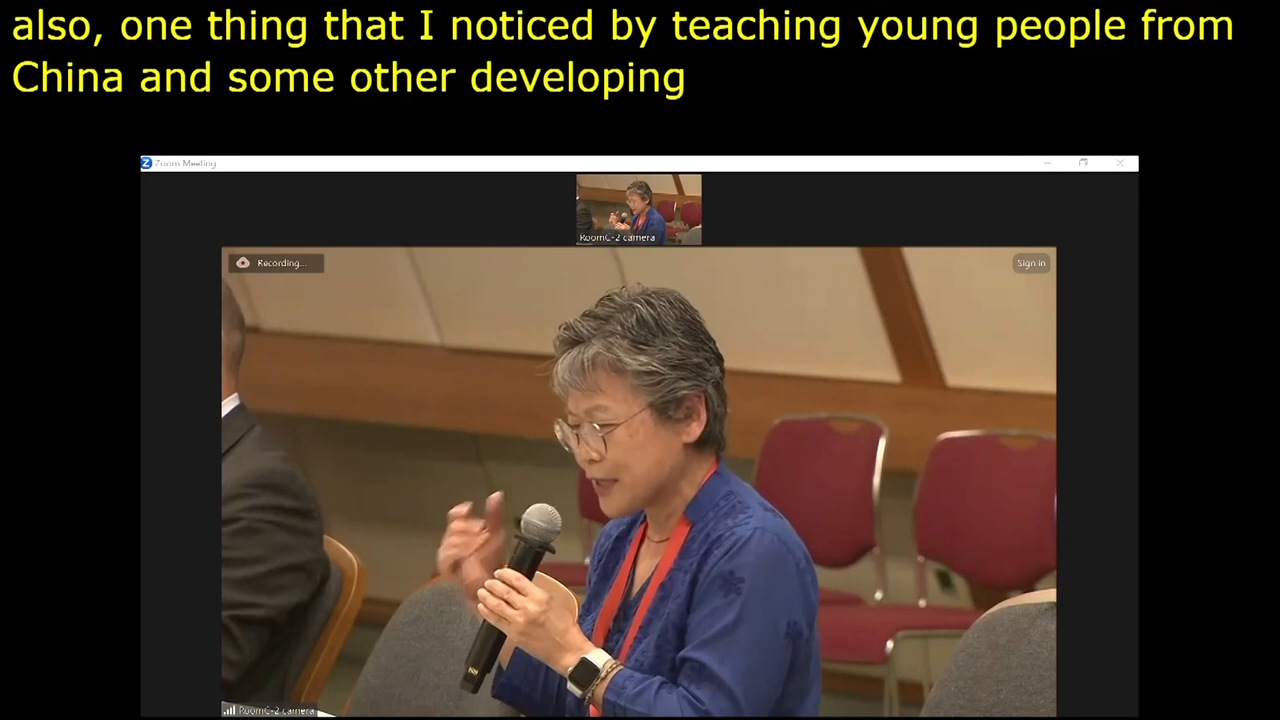 also, one thing that I noticed by teaching young people from
China and some other developing
Zoom Meeting
RoomC-2 camera
Recording...
Sign in
RoomC-2 camera